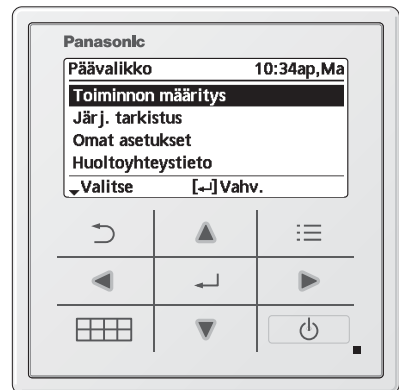 Panasonic
Päävalikko 10:34ap,Ma
Toiminnon määritys
Järj. tarkistus
Omat asetukset
Huoltoyhteystieto
Valitse [↵]Vahv.